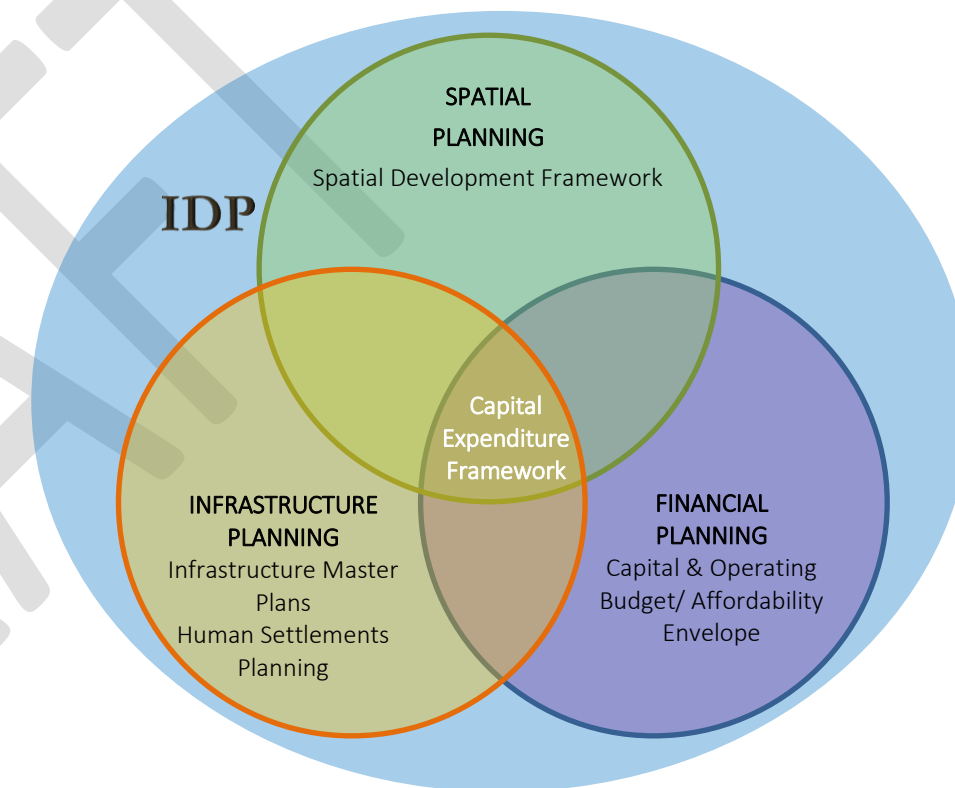 SPATIAL
PLANNING
Spatial Development Framework
IDP
Capital
Expenditure
Framework
INFRASTRUCTURE
PLANNING
Infrastructure Master
Plans
Human Settlements
Planning
FINANCIAL
PLANNING
Capital & Operating
Budget/ Affordability
Envelope